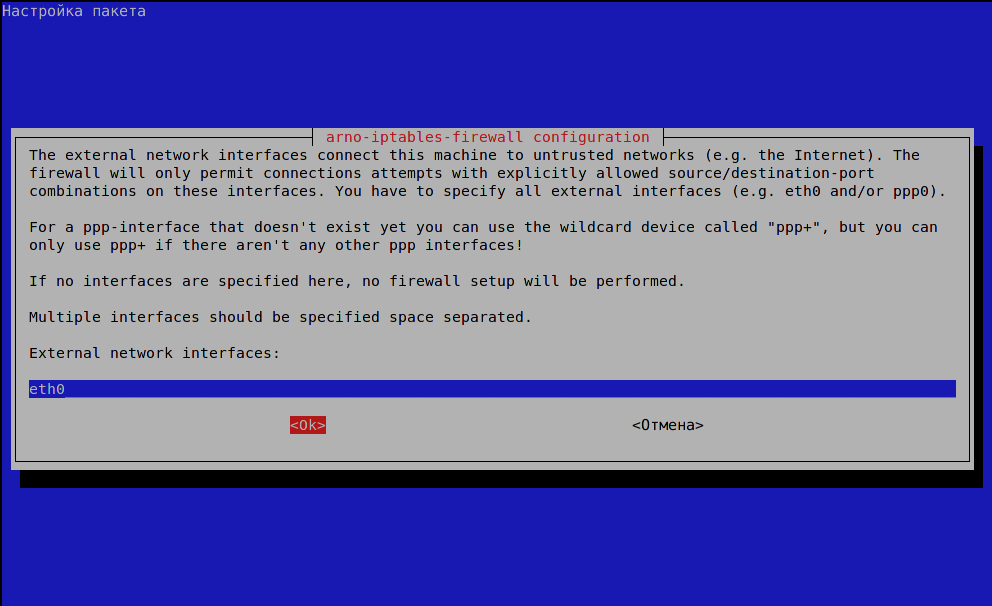 Настройка пакета
arno-iptables-firewall configuration
The external network interfaces connect this machine to untrusted networks (e.g. the Internet). The
firewall will only permit connections attempts with explicitly allowed source/destination-port
combinations on these interfaces. You have to specify all external interfaces (e.g. eth0 and/or ppp0).
For a ppp-interface that doesn't exist yet you can use the wildcard device called "ppp+", but you can
only use ppp+ if there aren't any other ppp interfaces!
If no interfaces are specified here, no firewall setup will be performed.
Multiple interfaces should be specified space separated.
External network interfaces:
eth0
<Ok> <Отмена>